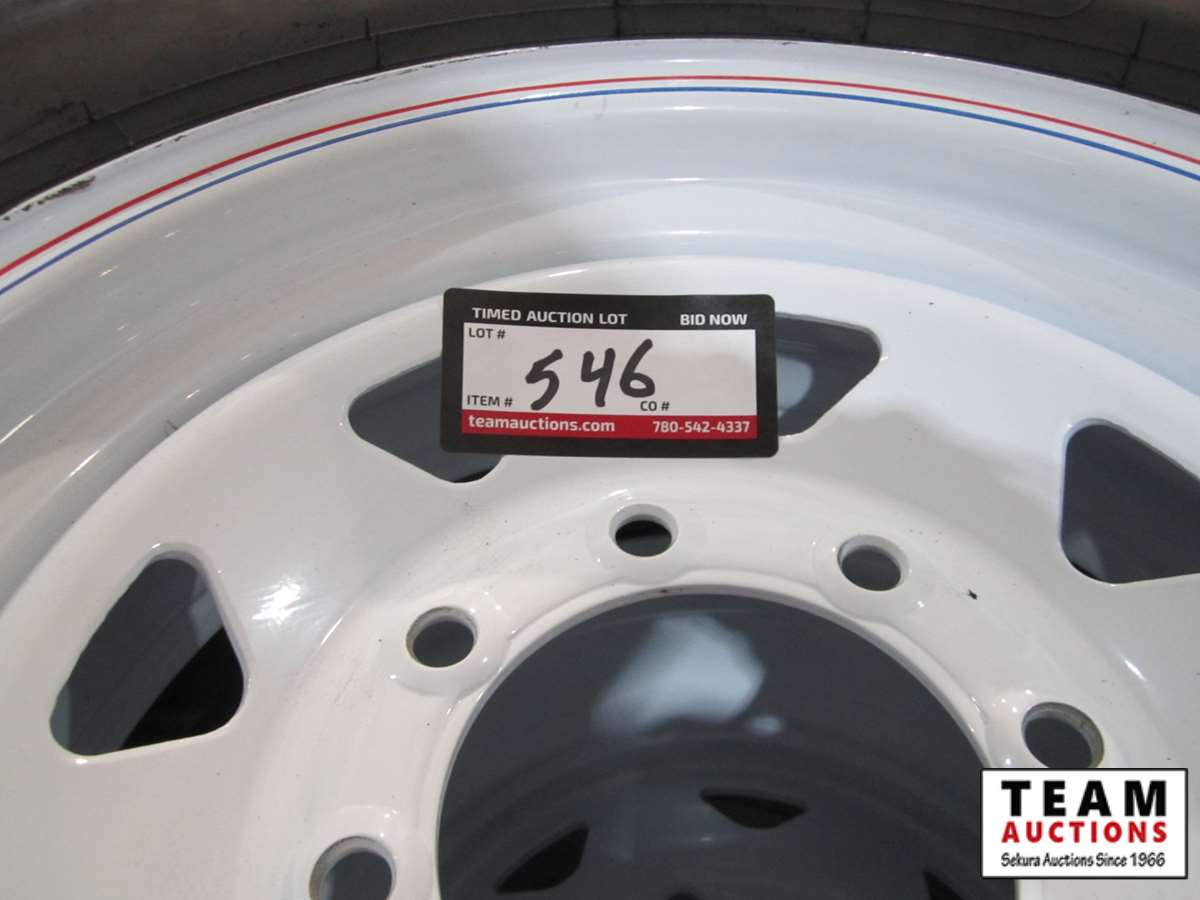 TIMED AUCTION LOT BID NOW
LOT #
546
ITEM # CO #
teamauctions.com 780-542-4337
TEAM
AUCTIONS
Sekura Auctions Since 1966